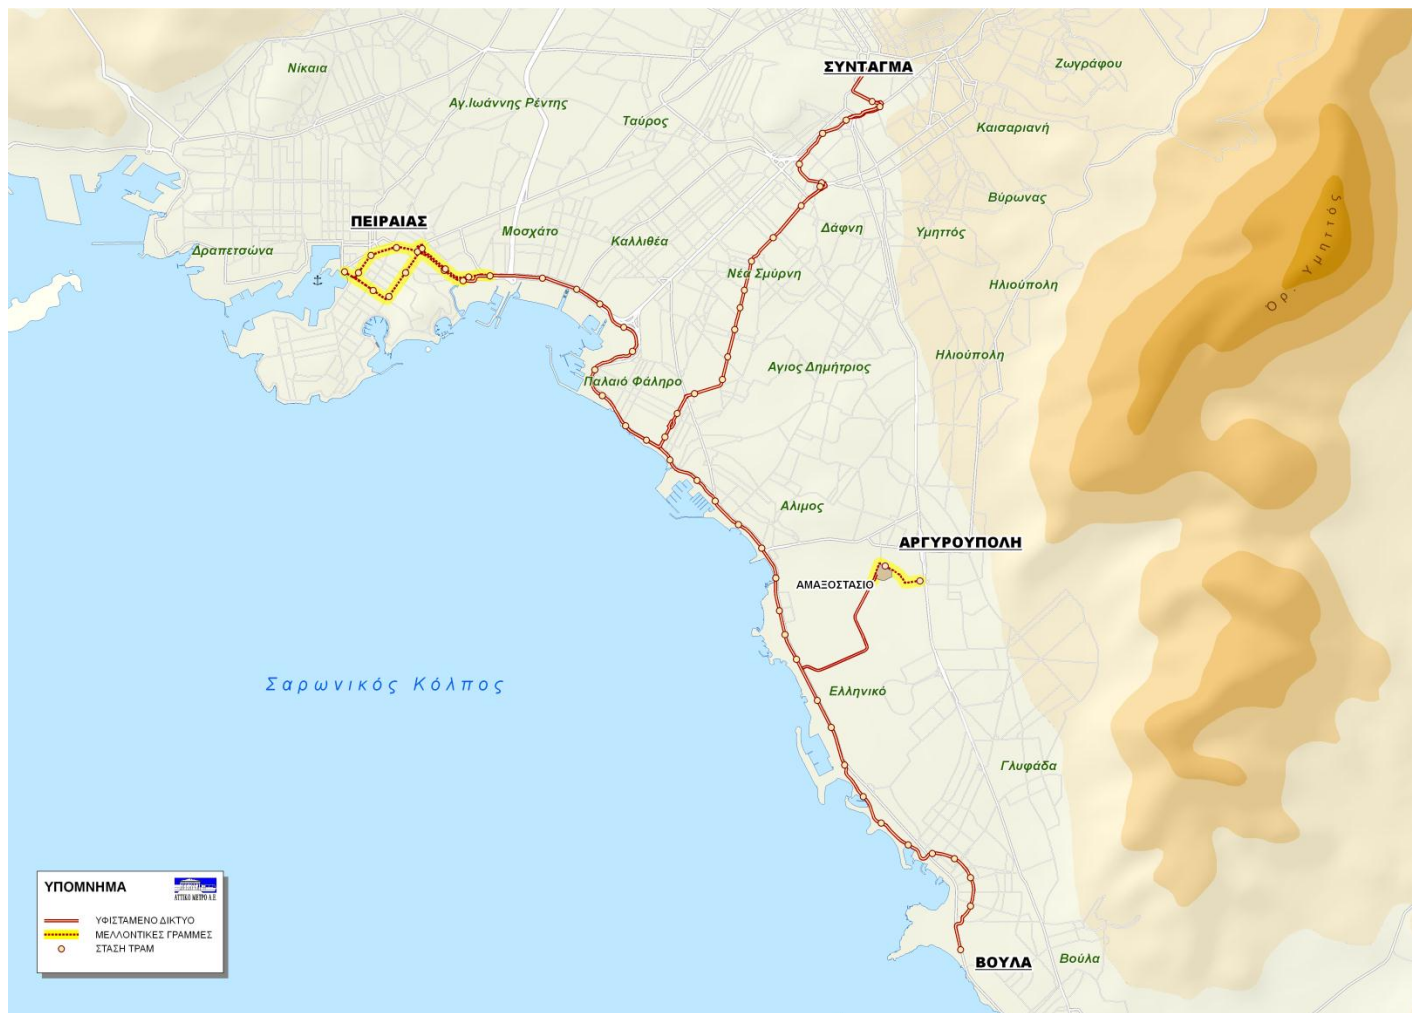 ΣΥΝΤΑΓΜΑ
Ζωγράφου
Νίκαια
Αγ.Ιωάννης Ρέντης
Ταύρος
Καισαριανή
Βύρωνας
ΠΕΙΡΑΙΑΣ
Μοσχάτο
Καλλιθέα
Δάφνη
Υμηττός
Δραπετσώνα
Όρ. Υμηττός
Νέα Σμύρνη
Ηλιούπολη
Ηλιούπολη
Αγιος Δημήτριος
Παλαιό Φάληρο
Αλιμος
ΑΡΓΥΡΟΥΠΟΛΗ
ΑΜΑΞΟΣΤΑΣΙΟ
Σαρωνικός Κόλπος
Ελληνικό
Γλυφάδα
ΒΟΥΛΑ
Βούλα
ΥΠΟΜΝΗΜΑ
ΑΤΤΙΚΟ ΜΕΤΡΟ Α.Ε
ΥΦΙΣΤΑΜΕΝΟ ΔΙΚΤΥΟ
ΜΕΛΛΟΝΤΙΚΕΣ ΓΡΑΜΜΕΣ
ΣΤΑΣΗ ΤΡΑΜ